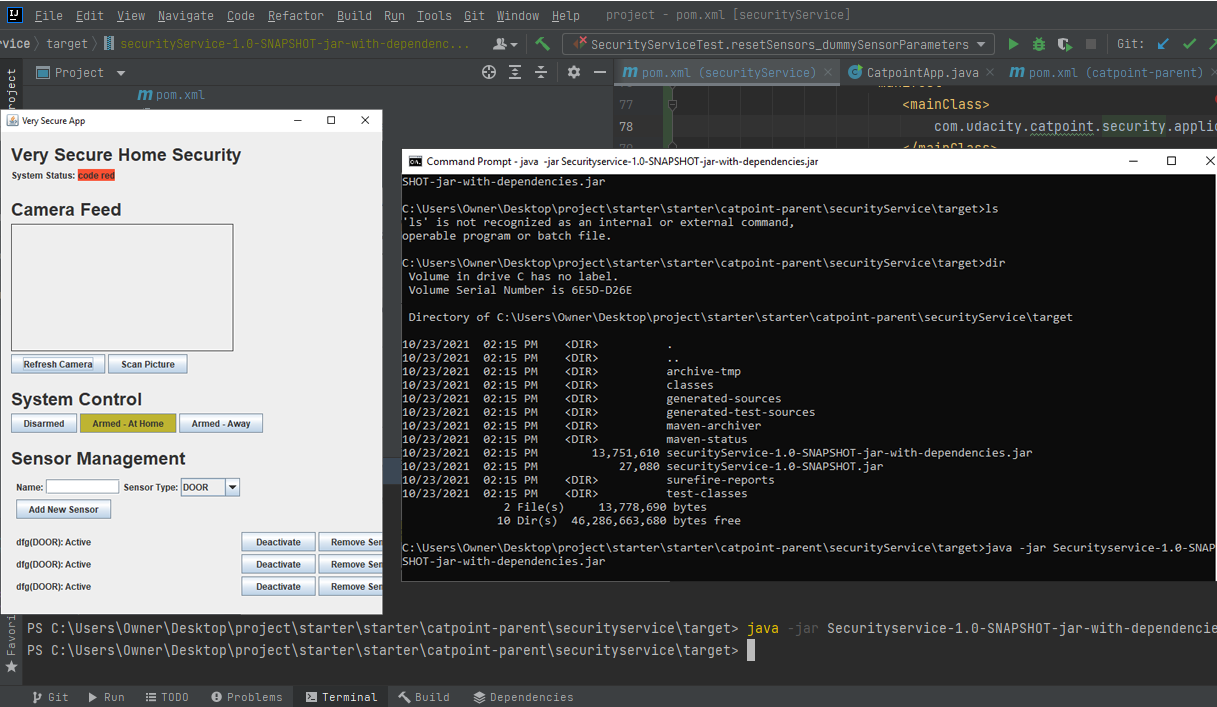 File Edit View Navigate Code Refactor Build Run Tools Git Window Help project - pom.xml [securityService]
rvice target securityService-1.0-SNAPSHOT-jar-with-dependenc... SecurityServiceTest.resetSensors_dummySensorParameters Git:
Project pom.xml (securityService) CatpointApp.java pom.xml (catpoint-parent)
pom.xml
77 <mainClass>
78 com.udacity.catpoint.security.applic
</mainClass>
Very Secure App
Very Secure Home Security
System Status: code red
Camera Feed
Refresh Camera Scan Picture
System Control
Disarmed Armed - At Home Armed - Away
Sensor Management
Name: Sensor Type: DOOR
Add New Sensor
dfg(DOOR): Active Deactivate Remove Sen
dfg(DOOR): Active Deactivate Remove Sen
dfg(DOOR): Active Deactivate Remove Sen
Command Prompt - java -jar Securityservice-1.0-SNAPSHOT-jar-with-dependencies.jar
SHOT-jar-with-dependencies.jar
C:\Users\Owner\Desktop\project\starter\starter\catpoint-parent\securityService\target>ls
'ls' is not recognized as an internal or external command,
operable program or batch file.
C:\Users\Owner\Desktop\project\starter\starter\catpoint-parent\securityService\target>dir
Volume in drive C has no label.
Volume Serial Number is 6E5D-D26E
Directory of C:\Users\Owner\Desktop\project\starter\starter\catpoint-parent\securityService\target
10/23/2021 02:15 PM <DIR> .
10/23/2021 02:15 PM <DIR> ..
10/23/2021 02:15 PM <DIR> archive-tmp
10/23/2021 02:15 PM <DIR> classes
10/23/2021 02:15 PM <DIR> generated-sources
10/23/2021 02:15 PM <DIR> generated-test-sources
10/23/2021 02:15 PM <DIR> maven-archiver
10/23/2021 02:15 PM <DIR> maven-status
10/23/2021 02:15 PM 13,751,610 securityService-1.0-SNAPSHOT-jar-with-dependencies.jar
10/23/2021 02:15 PM 27,080 securityService-1.0-SNAPSHOT.jar
10/23/2021 02:15 PM <DIR> surefire-reports
10/23/2021 02:15 PM <DIR> test-classes
2 File(s) 13,778,690 bytes
10 Dir(s) 46,286,663,680 bytes free
C:\Users\Owner\Desktop\project\starter\starter\catpoint-parent\securityService\target>java -jar Securityservice-1.0-SNAP
SHOT-jar-with-dependencies.jar
PS C:\Users\Owner\Desktop\project\starter\starter\catpoint-parent\securityservice\target> java -jar Securityservice-1.0-SNAPSHOT-jar-with-dependencie
PS C:\Users\Owner\Desktop\project\starter\starter\catpoint-parent\securityservice\target>
Git Run TODO Problems Terminal Build Dependencies